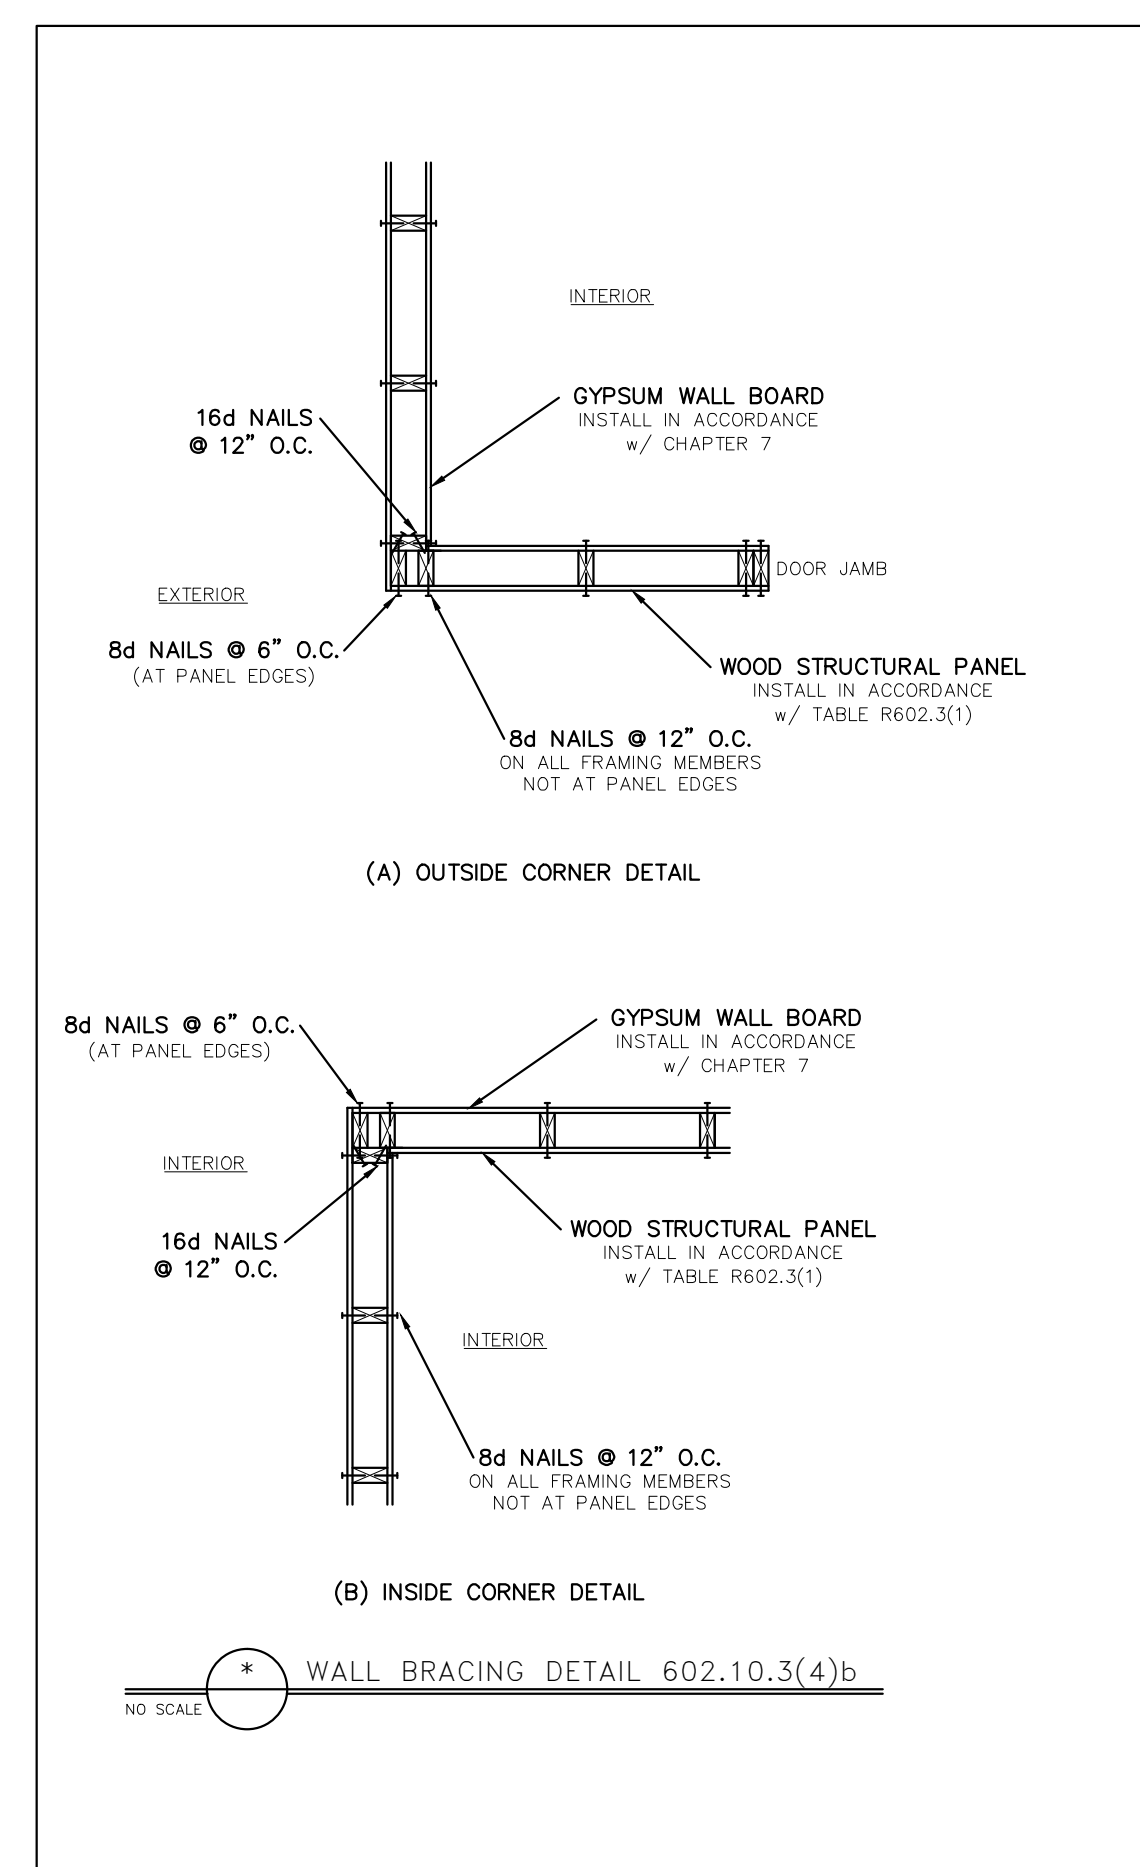 INTERIOR
GYPSUM WALL BOARD
INSTALL IN ACCORDANCE
w/ CHAPTER 7
16d NAILS
@ 12" O.C.
DOOR JAMB
EXTERIOR
8d NAILS @ 6" O.C.
(AT PANEL EDGES)
WOOD STRUCTURAL PANEL
INSTALL IN ACCORDANCE
w/ TABLE R602.3(1)
8d NAILS @ 12" O.C.
ON ALL FRAMING MEMBERS
NOT AT PANEL EDGES
(A) OUTSIDE CORNER DETAIL
8d NAILS @ 6" O.C.
(AT PANEL EDGES)
GYPSUM WALL BOARD
INSTALL IN ACCORDANCE
w/ CHAPTER 7
INTERIOR
16d NAILS
@ 12" O.C.
WOOD STRUCTURAL PANEL
INSTALL IN ACCORDANCE
w/ TABLE R602.3(1)
INTERIOR
8d NAILS @ 12" O.C.
ON ALL FRAMING MEMBERS
NOT AT PANEL EDGES
(B) INSIDE CORNER DETAIL
* WALL BRACING DETAIL 602.10.3(4)b
NO SCALE